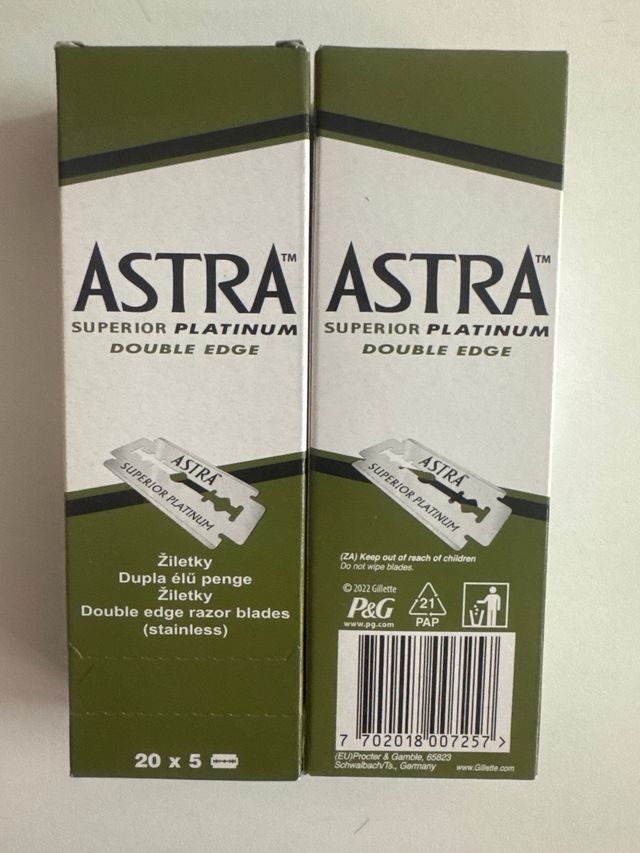 ASTRA™
SUPERIOR PLATINUM
DOUBLE EDGE
ASTRA
SUPERIOR PLATINUM
Žiletky
Dupla élű penge
Žiletky
Double edge razor blades
(stainless)
20 x 5
ASTRA™
SUPERIOR PLATINUM
DOUBLE EDGE
ASTRA
SUPERIOR PLATINUM
(ZA) Keep out of reach of children
Do not wipe blades.
© 2022 Gillette
P&G
www.pg.com
21
PAP
7 702018 007257 >
(EU)Procter & Gamble, 65823
Schwalbach/Ts., Germany
www.Gillette.com